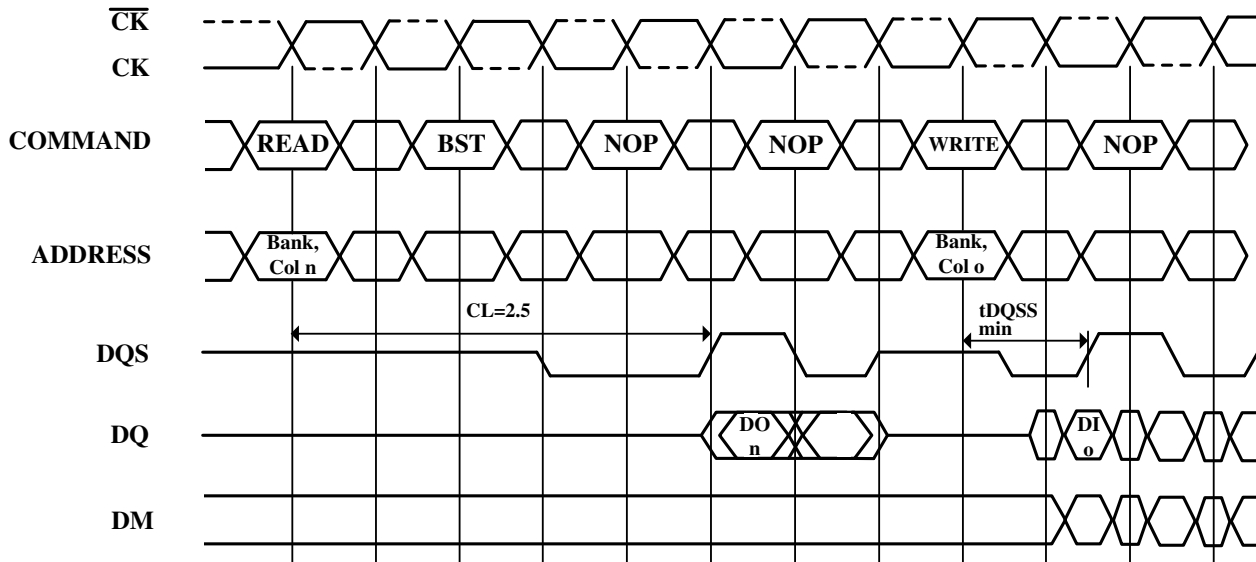 CK
CK
COMMAND
READ
BST
NOP
NOP
WRITE
NOP
ADDRESS
Bank,
Col n
Bank,
Col o
CL=2.5
tDQSS
min
DQS
DQ
DO
n
DI
o
DM